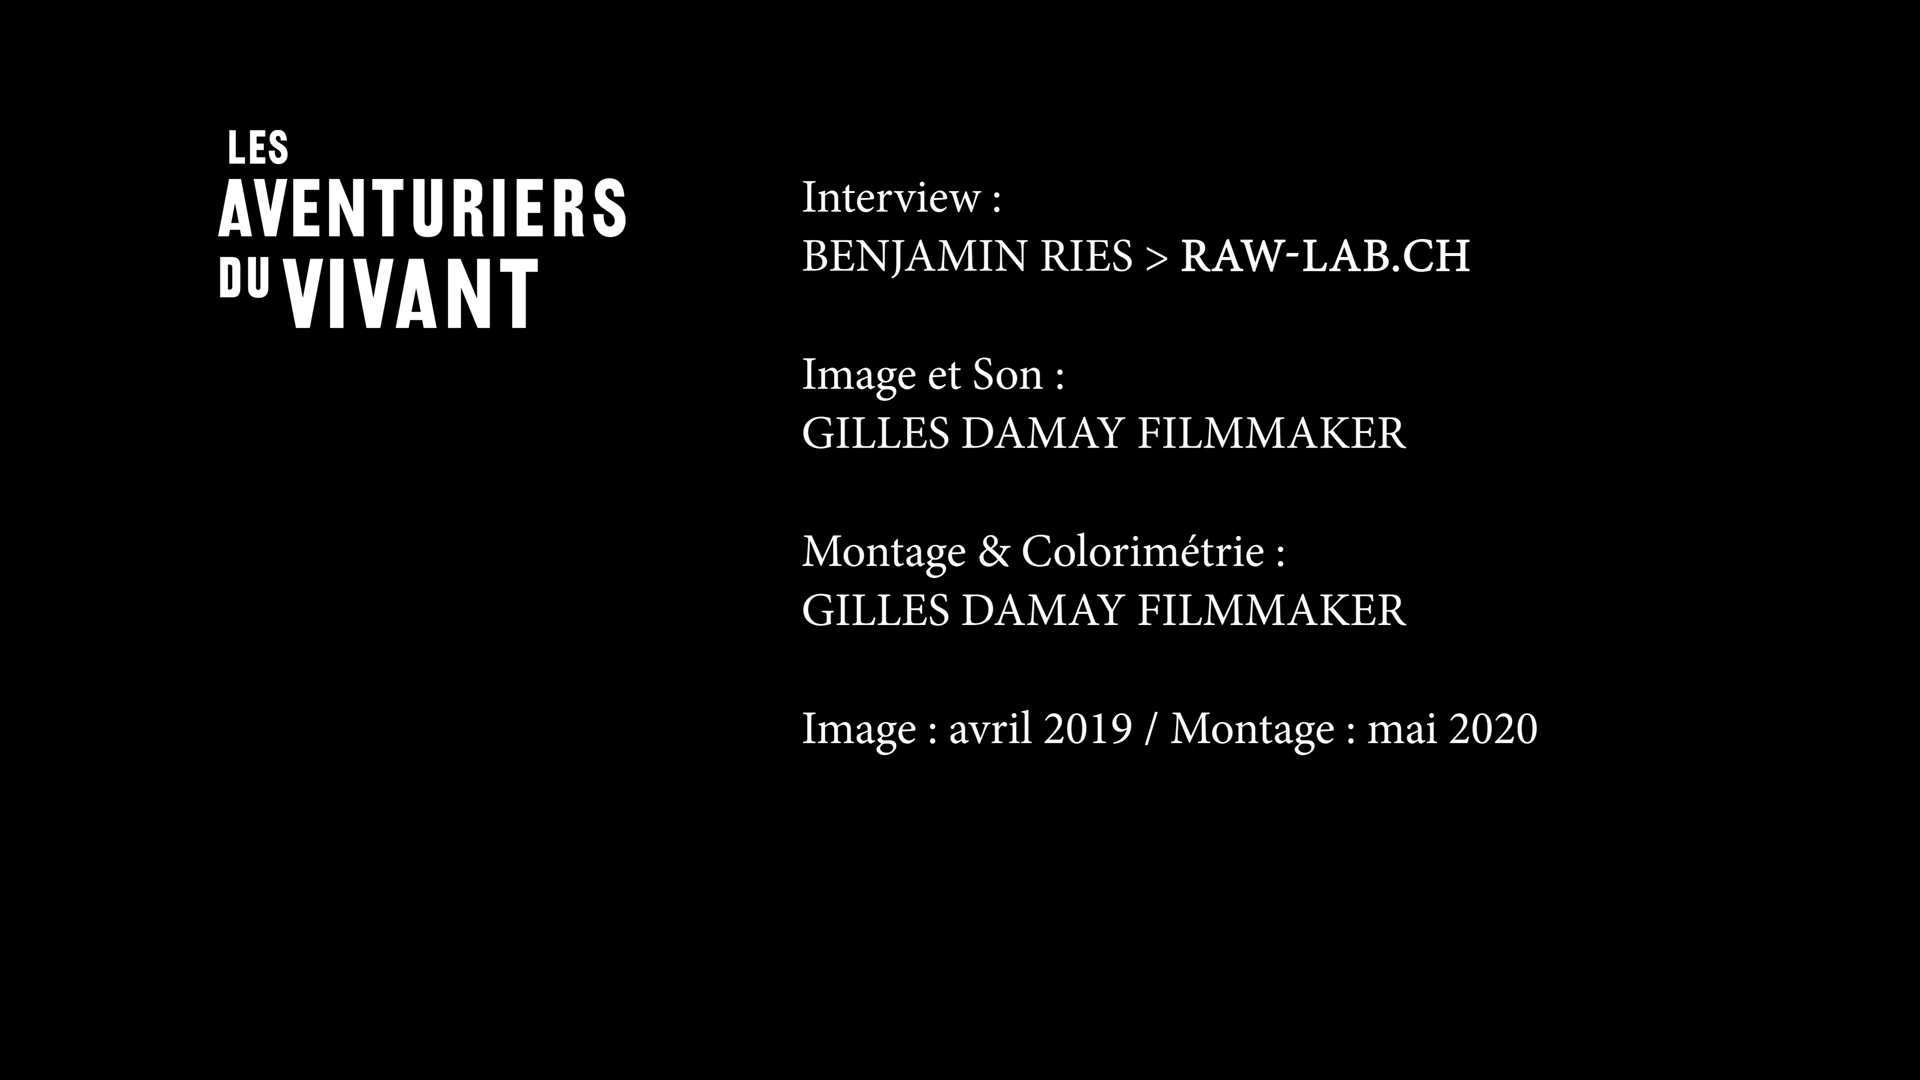 LES
AVENTURIERS
DU VIVANT
Interview :
BENJAMIN RIES > RAW-LAB.CH
Image et Son :
GILLES DAMAY FILMMAKER
Montage & Colorimétrie :
GILLES DAMAY FILMMAKER
Image : avril 2019 / Montage : mai 2020